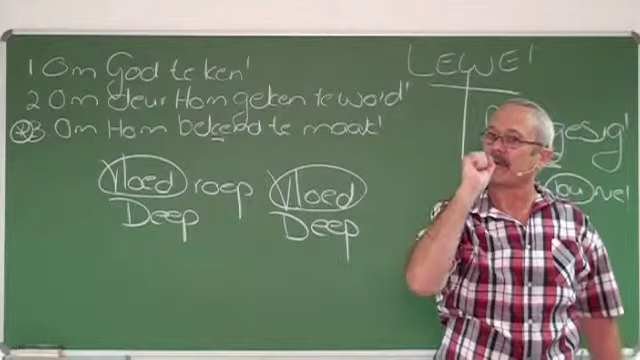 1 Om God te ken!
2 Om deur Hom geken te word!
3. Om Hom bekend te maak!
Vloed roep Vloed
Deep Deep
LEWE!
gesig!